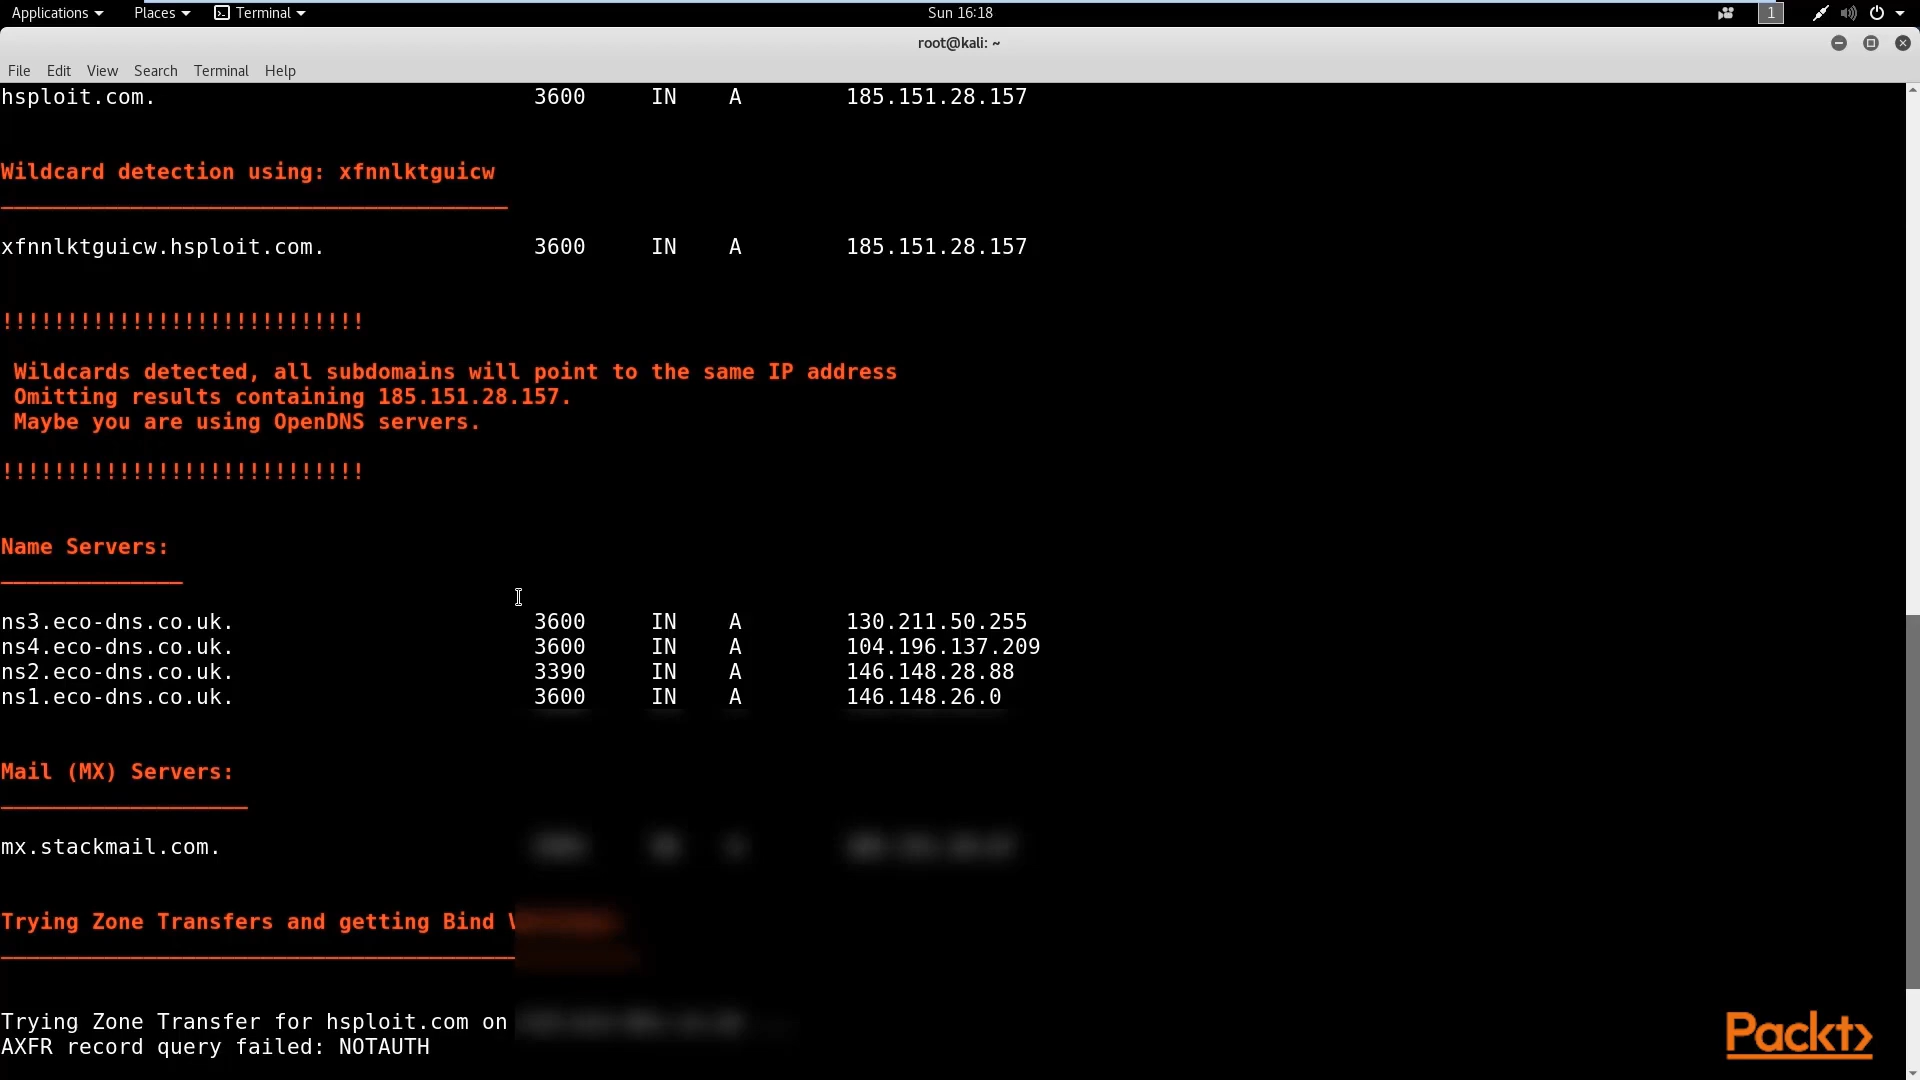 Applications Places Terminal Sun 16:18 1
root@kali: ~
File Edit View Search Terminal Help
hsploit.com. 3600 IN A 185.151.28.157
Wildcard detection using: xfnnlktguicw
xfnnlktguicw.hsploit.com. 3600 IN A 185.151.28.157
!!!!!!!!!!!!!!!!!!!!!!!!!!!!
Wildcards detected, all subdomains will point to the same IP address
Omitting results containing 185.151.28.157.
Maybe you are using OpenDNS servers.
!!!!!!!!!!!!!!!!!!!!!!!!!!!!
Name Servers:
ns3.eco-dns.co.uk. 3600 IN A 130.211.50.255
ns4.eco-dns.co.uk. 3600 IN A 104.196.137.209
ns2.eco-dns.co.uk. 3390 IN A 146.148.28.88
ns1.eco-dns.co.uk. 3600 IN A 146.148.26.0
Mail (MX) Servers:
mx.stackmail.com.
Trying Zone Transfers and getting Bind
Trying Zone Transfer for hsploit.com on
AXFR record query failed: NOTAUTH
Packt>